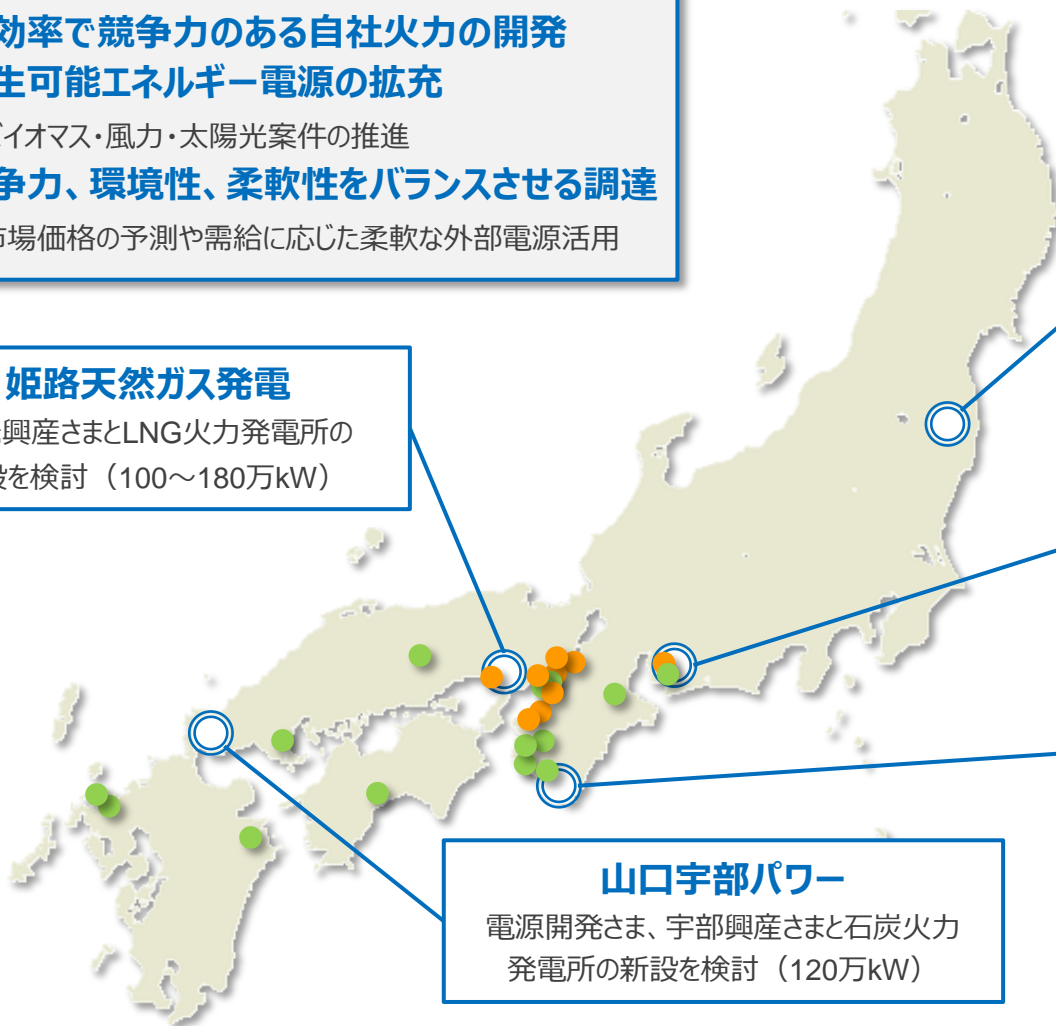 効率で競争力のある自社火力の開発
生可能エネルギー電源の拡充
イオマス・風力・太陽光案件の推進
争力、環境性、柔軟性をバランスさせる調達
市場価格の予測や需給に応じた柔軟な外部電源活用
姫路天然ガス発電
興産さまとLNG火力発電所の
を検討（100～180万kW）
山口宇部パワー
電源開発さま、宇部興産さまと石炭火力
発電所の新設を検討（120万kW）